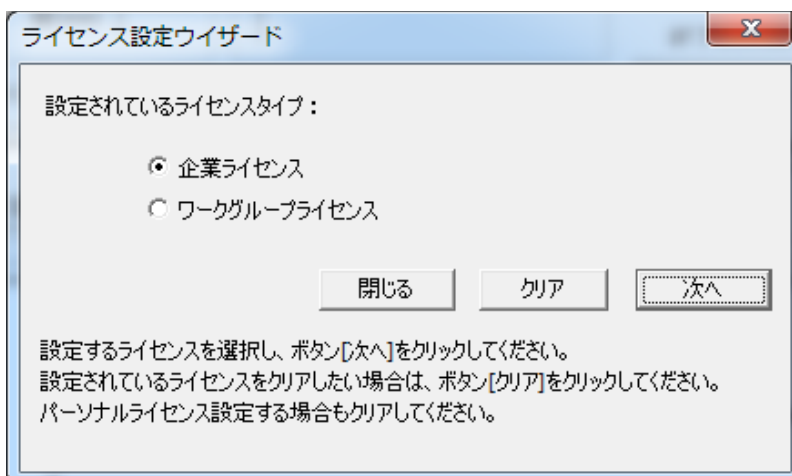 ライセンス設定ウイザード
設定されているライセンスタイプ：
企業ライセンス
ワークグループライセンス
閉じる クリア 次へ
設定するライセンスを選択し、ボタン[次へ]をクリックしてください。
設定されているライセンスをクリアしたい場合は、ボタン[クリア]をクリックしてください。
パーソナルライセンス設定する場合もクリアしてください。